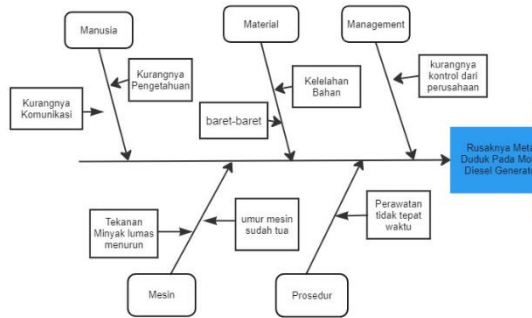 Manusia
Material
Management
Kurangnya
Pengetahuan
Kurangnya
Komunikasi
Kelelahan
Bahan
baret-baret
kurangnya
kontrol dari
perusahaan
Rusaknya Meta
Duduk Pada Mo
Diesel Generato
Tekanan
Minyak lumas
menurun
umur mesin
sudah tua
Perawatan
tidak tepat
waktu
Mesin
Prosedur